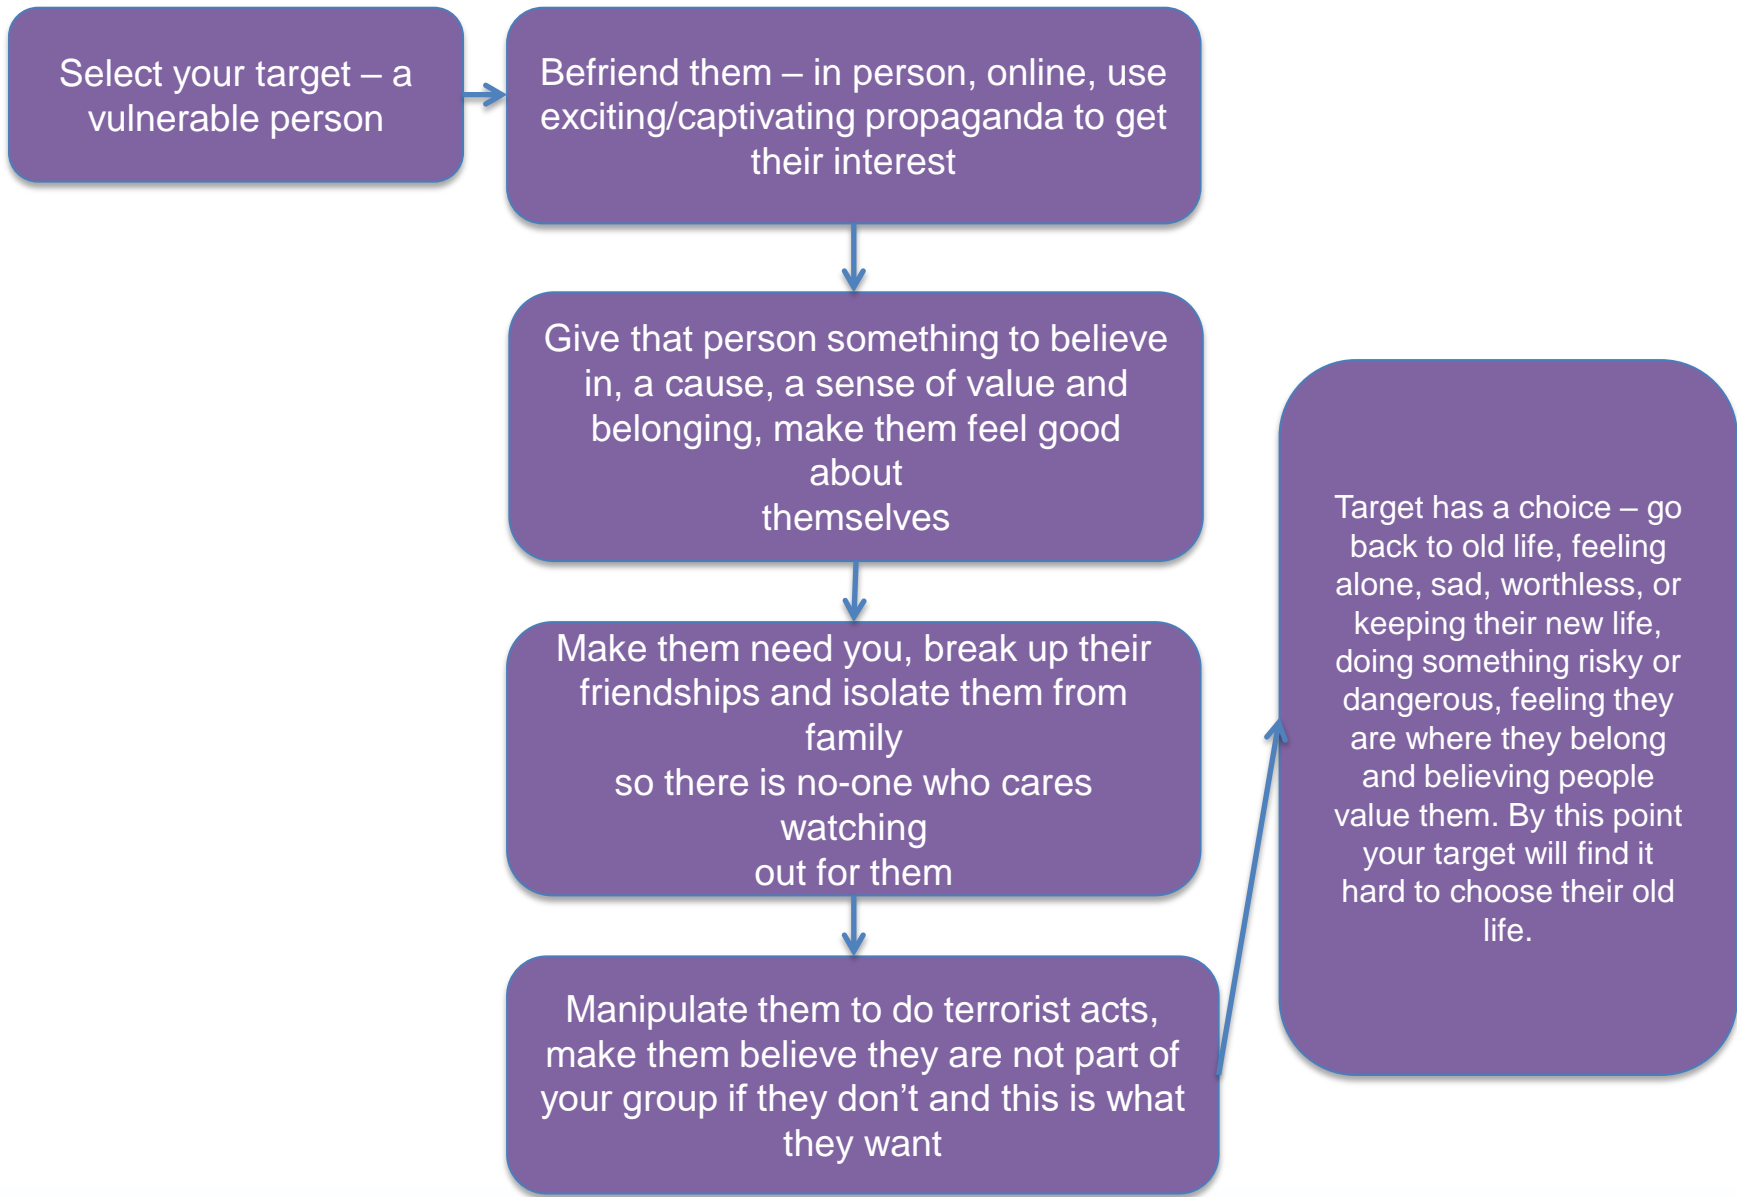 Select your target – a
vulnerable person
Befriend them – in person, online, use
exciting/captivating propaganda to get
their interest
Give that person something to believe
in, a cause, a sense of value and
belonging, make them feel good
about
themselves
Make them need you, break up their
friendships and isolate them from
family
so there is no-one who cares
watching
out for them
Manipulate them to do terrorist acts,
make them believe they are not part of
your group if they don’t and this is what
they want
Target has a choice – go
back to old life, feeling
alone, sad, worthless, or
keeping their new life,
doing something risky or
dangerous, feeling they
are where they belong
and believing people
value them. By this point
your target will find it
hard to choose their old
life.